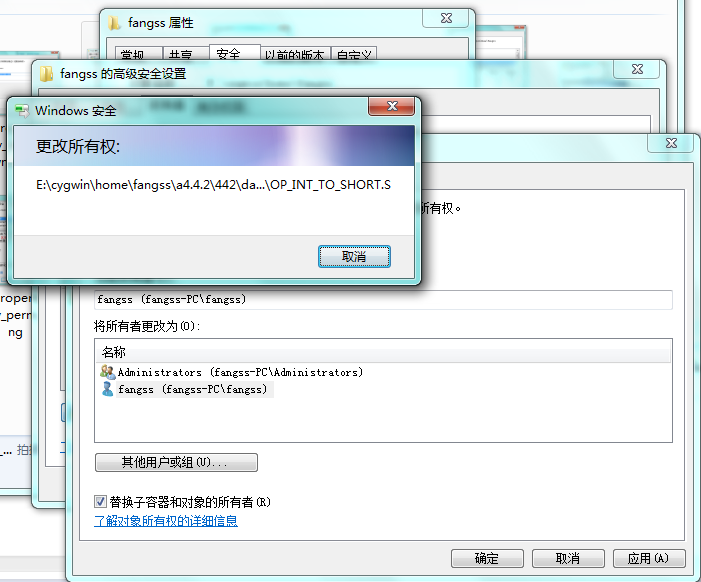 fangss 属性
常规 共享 安全 以前的版本 自定义
fangss 的高级安全设置
Windows 安全
更改所有权:
E:\cygwin\home\fangss\a4.4.2\442\da...\OP_INT_TO_SHORT.S
取消
所有权。
fangss (fangss-PC\fangss)
将所有者更改为(O):
名称
Administrators (fangss-PC\Administrators)
fangss (fangss-PC\fangss)
其他用户或组(U)...
替换子容器和对象的所有者(R)
了解对象所有权的详细信息
确定 取消 应用(A)
roper
_perm
ng